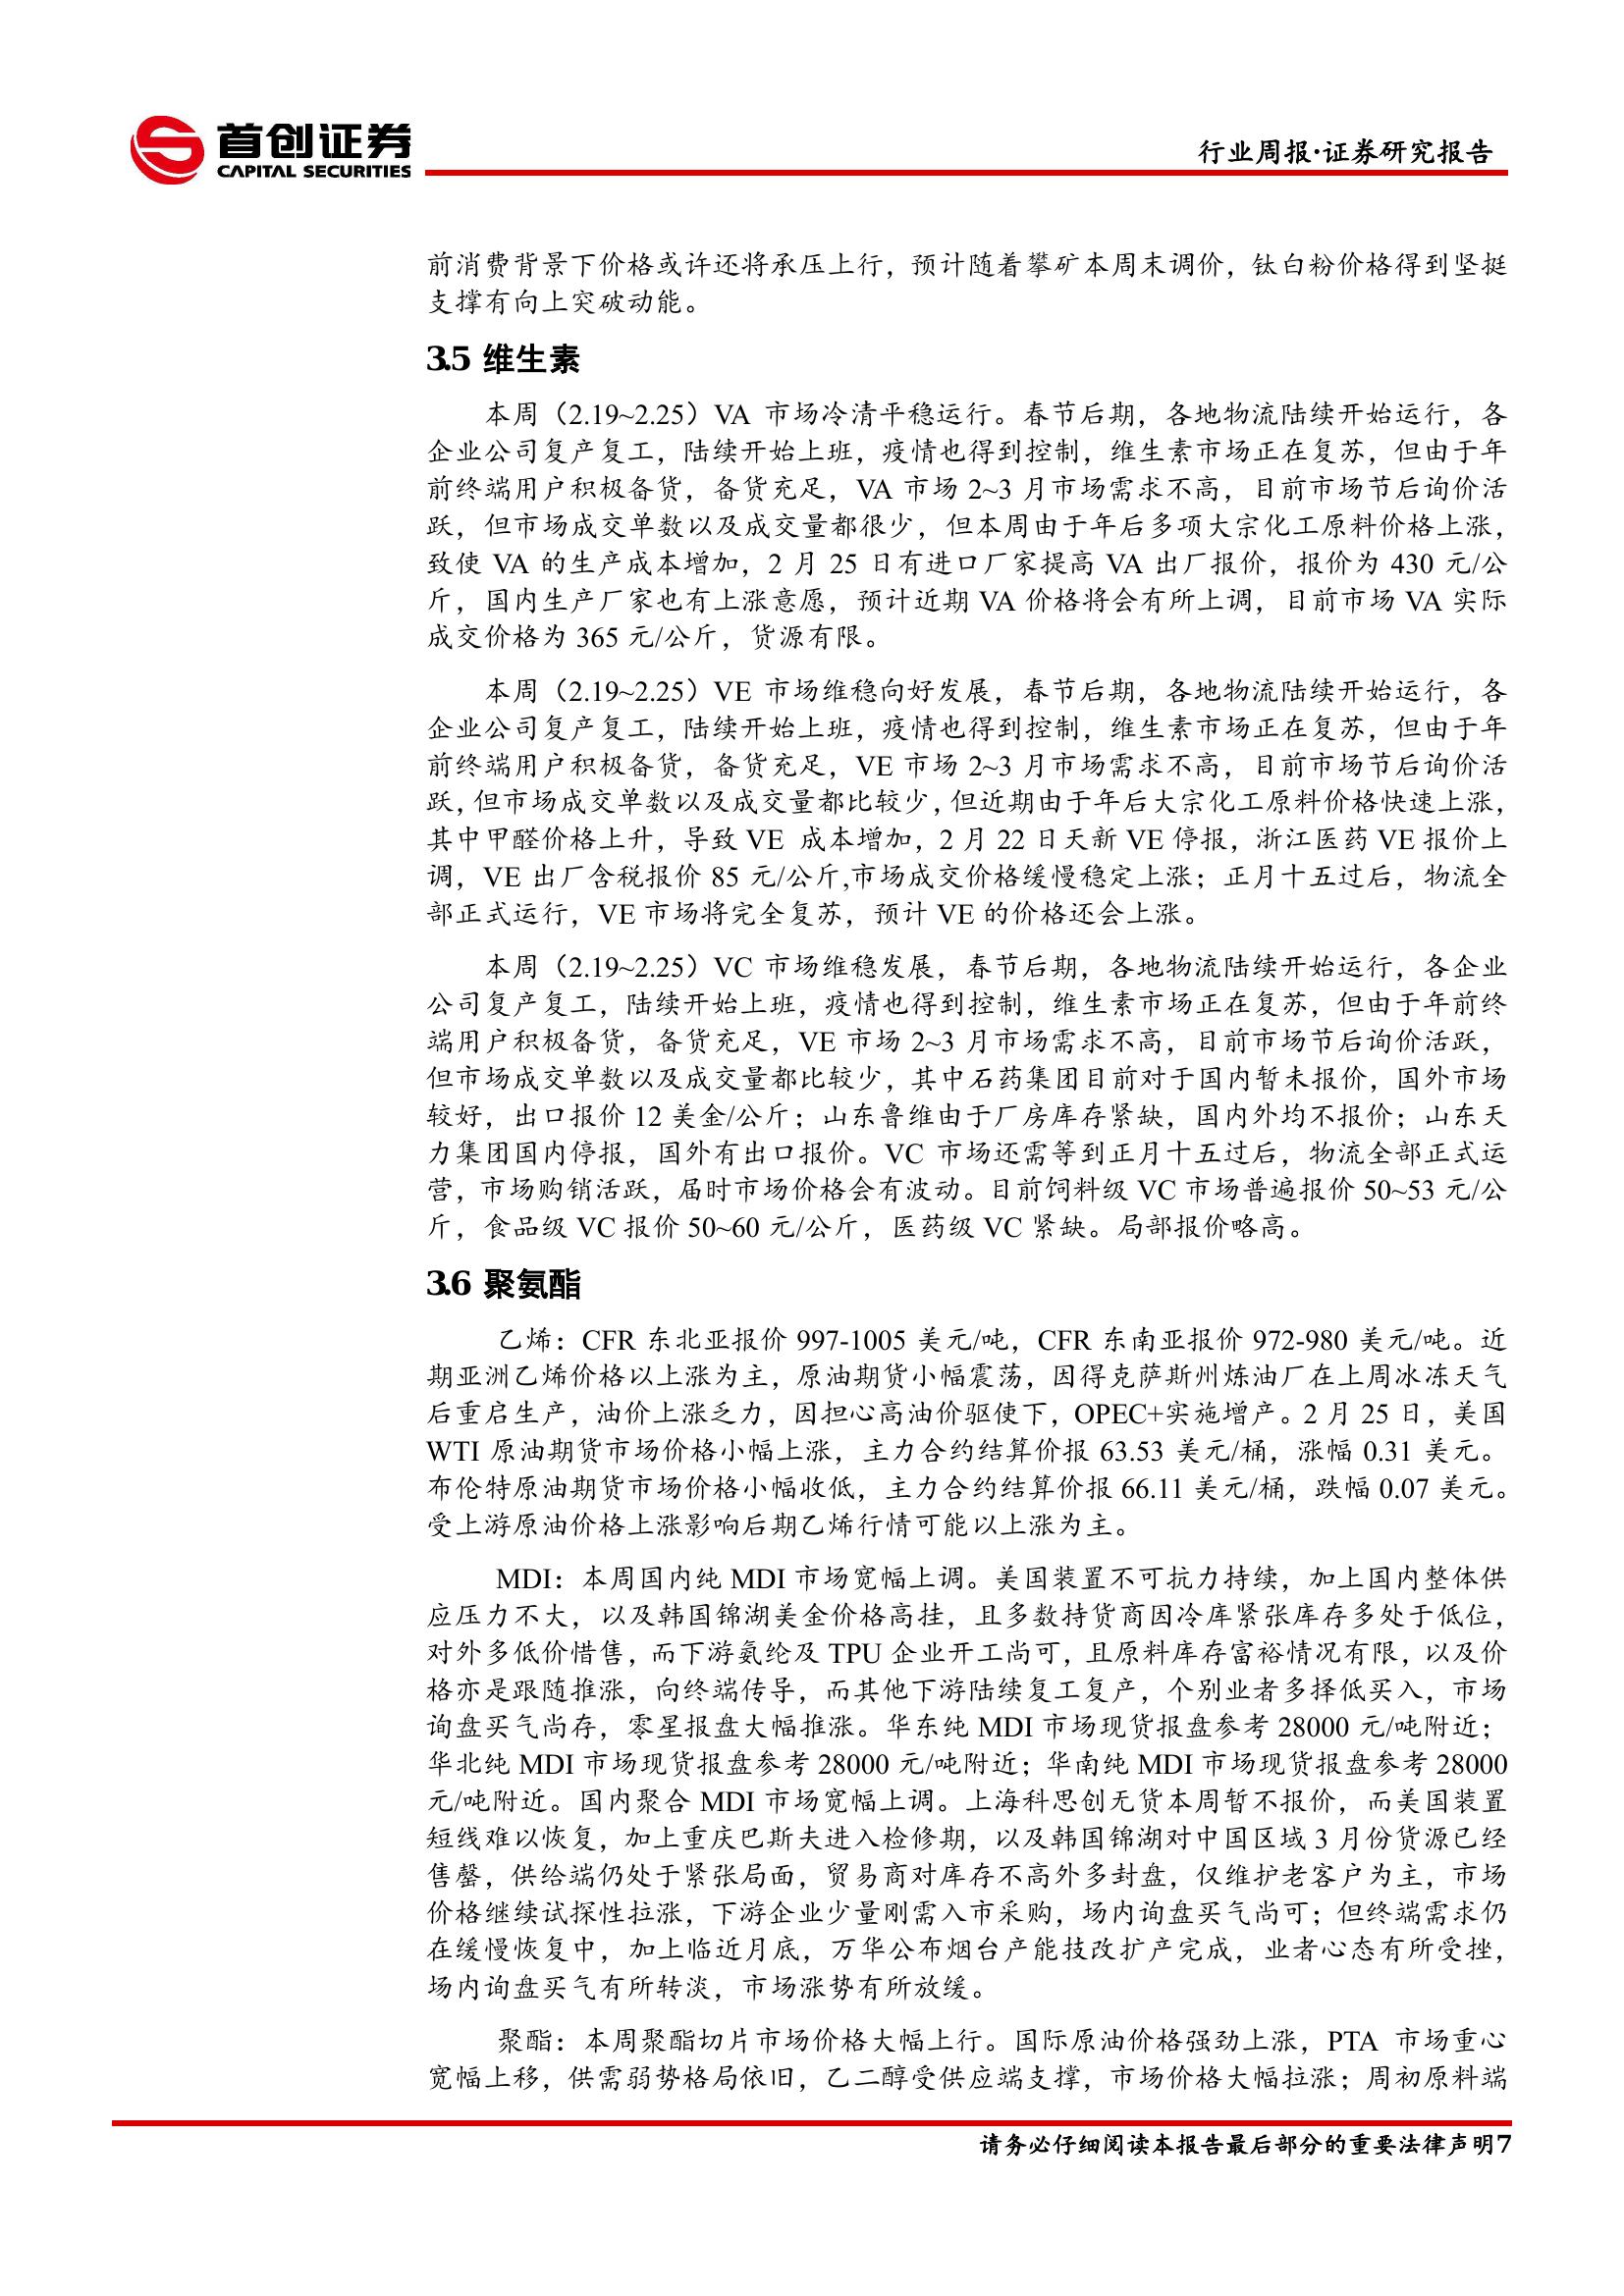 首创证券
CAPITAL SECURITIES
行业周报·证券研究报告
前消费背景下价格或许还将承压上行，预计随着攀矿本周末调价，钛白粉价格得到坚挺
支撑有向上突破动能。
3.5 维生素
本周（2.19~2.25）VA 市场冷清平稳运行。春节后期，各地物流陆续开始运行，各
企业公司复产复工，陆续开始上班，疫情也得到控制，维生素市场正在复苏，但由于年
前终端用户积极备货，备货充足，VA 市场 2~3 月市场需求不高，目前市场节后询价活
跃，但市场成交单数以及成交量都很少，但本周由于年后多项大宗化工原料价格上涨，
致使 VA 的生产成本增加，2 月 25 日有进口厂家提高 VA 出厂报价，报价为 430 元/公
斤，国内生产厂家也有上涨意愿，预计近期 VA 价格将会有所上调，目前市场 VA 实际
成交价格为 365 元/公斤，货源有限。
本周（2.19~2.25）VE 市场维稳向好发展，春节后期，各地物流陆续开始运行，各
企业公司复产复工，陆续开始上班，疫情也得到控制，维生素市场正在复苏，但由于年
前终端用户积极备货，备货充足，VE 市场 2~3 月市场需求不高，目前市场节后询价活
跃，但市场成交单数以及成交量都比较少，但近期由于年后大宗化工原料价格快速上涨，
其中甲醛价格上升，导致 VE 成本增加，2 月 22 日天新 VE 停报，浙江医药 VE 报价上
调，VE 出厂含税报价 85 元/公斤,市场成交价格缓慢稳定上涨；正月十五过后，物流全
部正式运行，VE 市场将完全复苏，预计 VE 的价格还会上涨。
本周（2.19~2.25）VC 市场维稳发展，春节后期，各地物流陆续开始运行，各企业
公司复产复工，陆续开始上班，疫情也得到控制，维生素市场正在复苏，但由于年前终
端用户积极备货，备货充足，VE 市场 2~3 月市场需求不高，目前市场节后询价活跃，
但市场成交单数以及成交量都比较少，其中石药集团目前对于国内暂未报价，国外市场
较好，出口报价 12 美金/公斤；山东鲁维由于厂房库存紧缺，国内外均不报价；山东天
力集团国内停报，国外有出口报价。VC 市场还需等到正月十五过后，物流全部正式运
营，市场购销活跃，届时市场价格会有波动。目前饲料级 VC 市场普遍报价 50~53 元/公
斤，食品级 VC 报价 50~60 元/公斤，医药级 VC 紧缺。局部报价略高。
3.6 聚氨酯
乙烯：CFR 东北亚报价 997-1005 美元/吨，CFR 东南亚报价 972-980 美元/吨。近
期亚洲乙烯价格以上涨为主，原油期货小幅震荡，因得克萨斯州炼油厂在上周冰冻天气
后重启生产，油价上涨乏力，因担心高油价驱使下，OPEC+实施增产。2 月 25 日，美国
WTI 原油期货市场价格小幅上涨，主力合约结算价报 63.53 美元/桶，涨幅 0.31 美元。
布伦特原油期货市场价格小幅收低，主力合约结算价报 66.11 美元/桶，跌幅 0.07 美元。
受上游原油价格上涨影响后期乙烯行情可能以上涨为主。
MDI：本周国内纯 MDI 市场宽幅上调。美国装置不可抗力持续，加上国内整体供
应压力不大，以及韩国锦湖美金价格高挂，且多数持货商因冷库紧张库存多处于低位，
对外多低价惜售，而下游氨纶及 TPU 企业开工尚可，且原料库存富裕情况有限，以及价
格亦是跟随推涨，向终端传导，而其他下游陆续复工复产，个别业者多择低买入，市场
询盘买气尚存，零星报盘大幅推涨。华东纯 MDI 市场现货报盘参考 28000 元/吨附近；
华北纯 MDI 市场现货报盘参考 28000 元/吨附近；华南纯 MDI 市场现货报盘参考 28000
元/吨附近。国内聚合 MDI 市场宽幅上调。上海科思创无货本周暂不报价，而美国装置
短线难以恢复，加上重庆巴斯夫进入检修期，以及韩国锦湖对中国区域 3 月份货源已经
售罄，供给端仍处于紧张局面，贸易商对库存不高外多封盘，仅维护老客户为主，市场
价格继续试探性拉涨，下游企业少量刚需入市采购，场内询盘买气尚可；但终端需求仍
在缓慢恢复中，加上临近月底，万华公布烟台产能技改扩产完成，业者心态有所受挫，
场内询盘买气有所转淡，市场涨势有所放缓。
聚酯：本周聚酯切片市场价格大幅上行。国际原油价格强劲上涨，PTA 市场重心
宽幅上移，供需弱势格局依旧，乙二醇受供应端支撑，市场价格大幅拉涨；周初原料端
请务必仔细阅读本报告最后部分的重要法律声明7